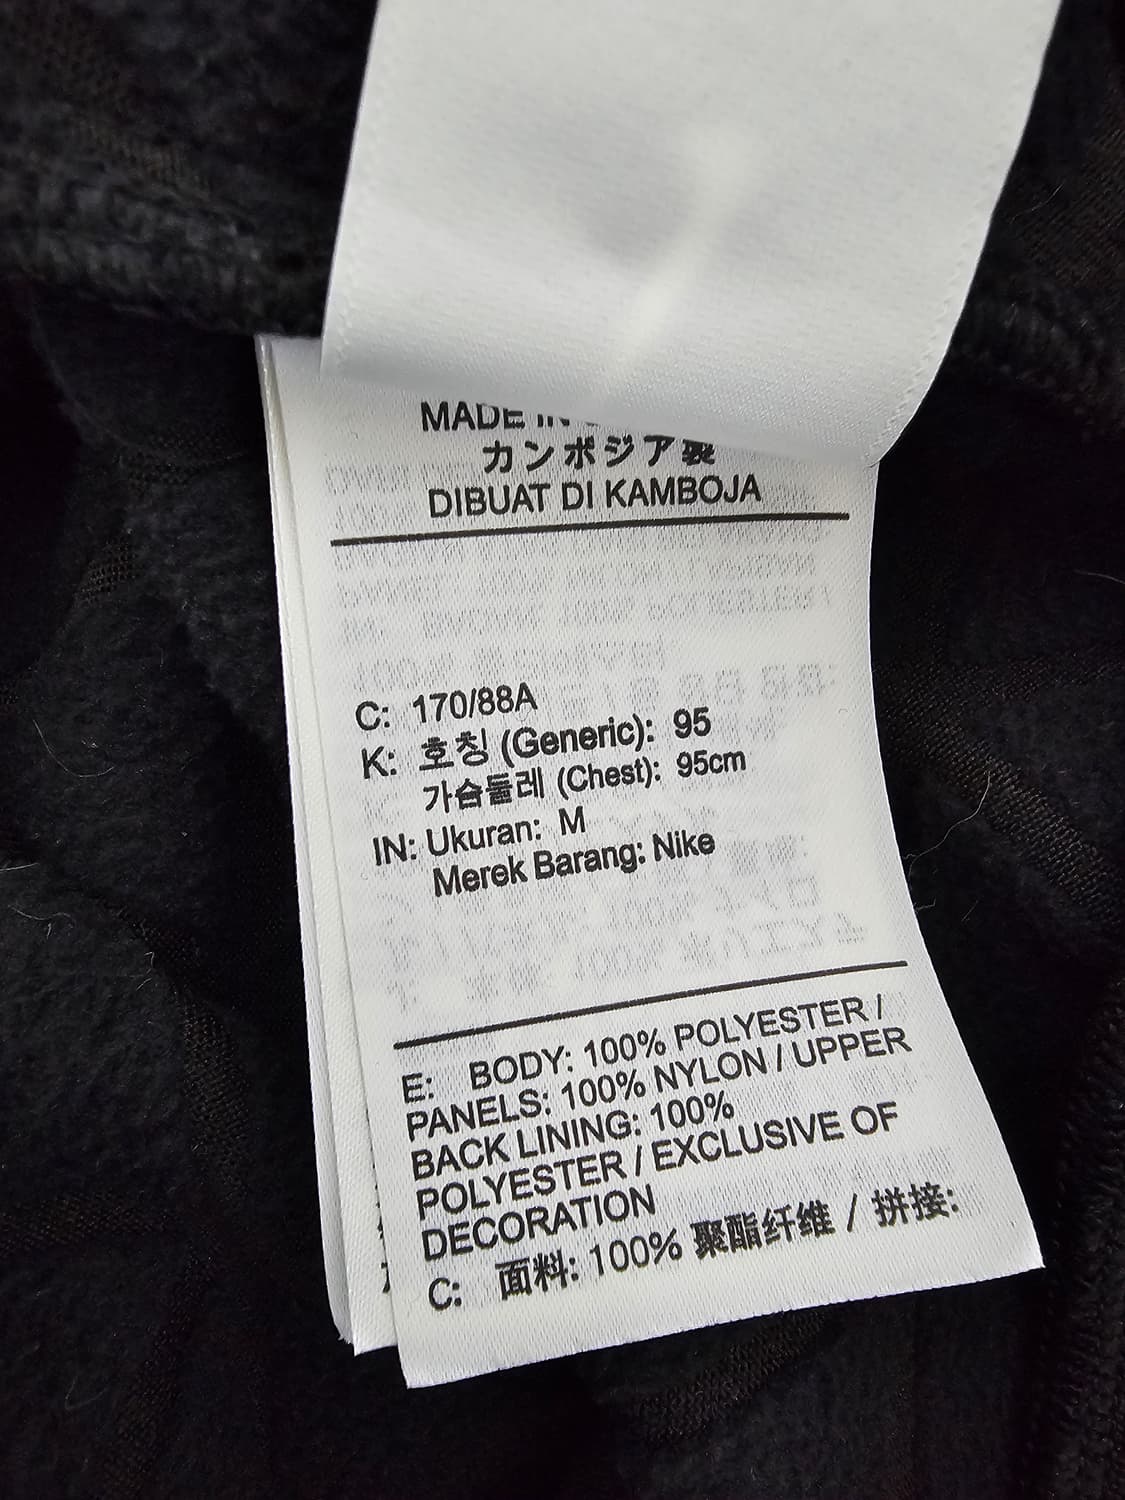 MADE IN
カンボジア製
DIBUAT DI KAMBOJA
C: 170/88A
K: 호칭 (Generic): 95
가슴둘레 (Chest): 95cm
IN: Ukuran: M
Merek Barang: Nike
E: BODY: 100% POLYESTER /
PANELS: 100% NYLON / UPPER
BACK LINING: 100%
POLYESTER / EXCLUSIVE OF
DECORATION
C: 面料: 100% 聚酯纤维 / 拼接: